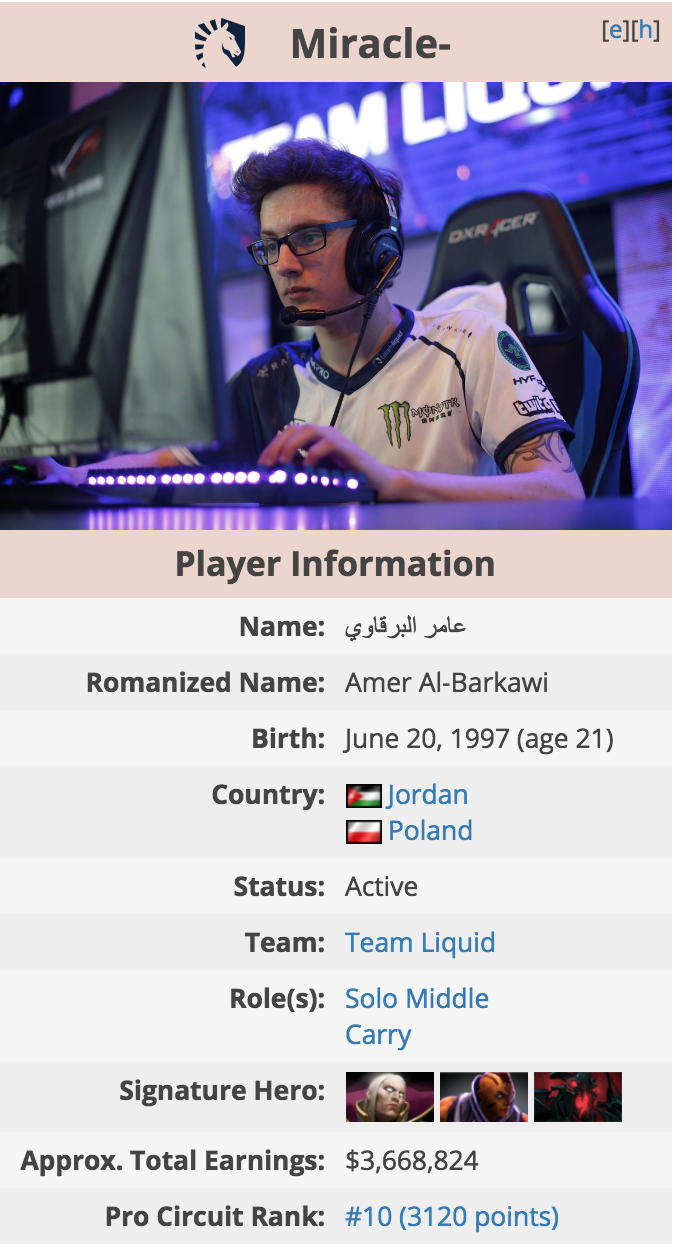 Miracle-
[e][h]
TEAM LIQU
DXRACER
MONSTER
ENERGY
HYPERX
twitch
Player Information
Name: عامر البرقاوي
Romanized Name: Amer Al-Barkawi
Birth: June 20, 1997 (age 21)
Country: Jordan
Poland
Status: Active
Team: Team Liquid
Role(s): Solo Middle
Carry
Signature Hero:
Approx. Total Earnings: $3,668,824
Pro Circuit Rank: #10 (3120 points)